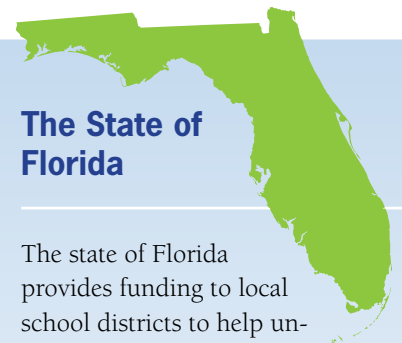 The State of
Florida
The state of Florida
provides funding to local
school districts to help un-